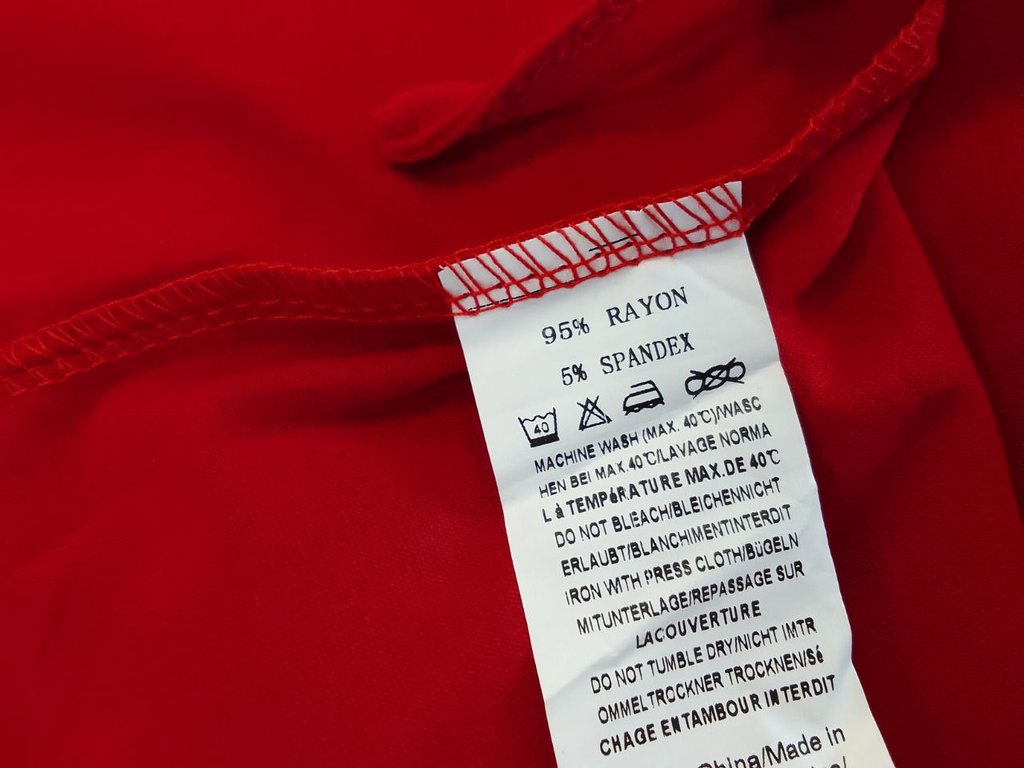 95% RAYON
5% SPANDEX
40
MACHINE WASH (MAX. 40℃)/WASC
HEN BEI MAX.40℃/LAVAGE NORMA
L à TEMPéRATURE MAX.DE 40℃
DO NOT BLEACH/BLEICHENNICHT
ERLAUBT/BLANCHIMENTINTERDIT
IRON WITH PRESS CLOTH/BüGELN
MITUNTERLAGE/REPASSAGE SUR
LACOUVERTURE
DO NOT TUMBLE DRY/NICHT IMTR
OMMELTROCKNER TROCKNEN/Sé
CHAGE EN TAMBOUR INTERDIT
China/Made in